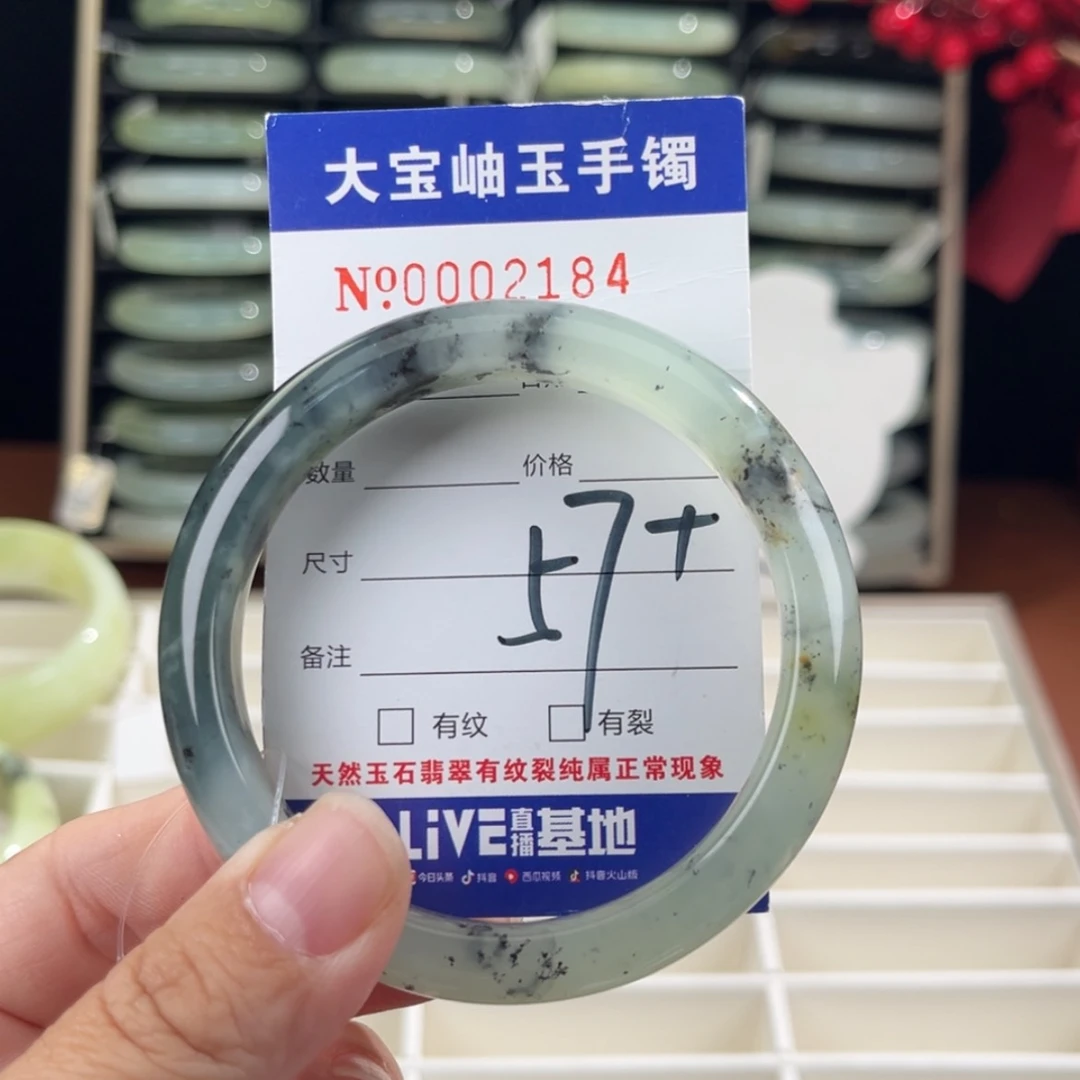 大宝岫玉手镯
Nº0002184
数量 价格
57+
尺寸
备注
有纹 有裂
天然玉石翡翠有纹裂纯属正常现象
LiVE直播基地
今日头条 抖音 西瓜视频 抖音火山版